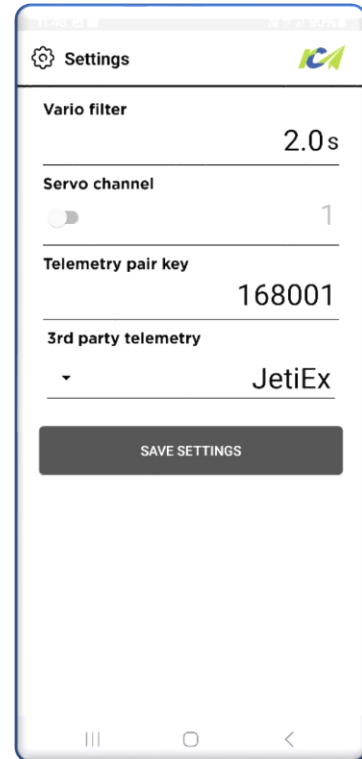 Settings
Vario filter
2.0s
Servo channel
1
Telemetry pair key
168001
3rd party telemetry
JetiEx
SAVE SETTINGS